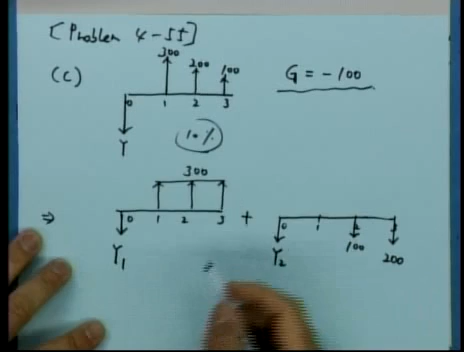 [Problem 4-55]
(C) 300 200 100 G = -100
0 1 2 3
Y 10%
300
⇒ 0 1 2 3 + 0 1 2
Y1 Y2 100 200